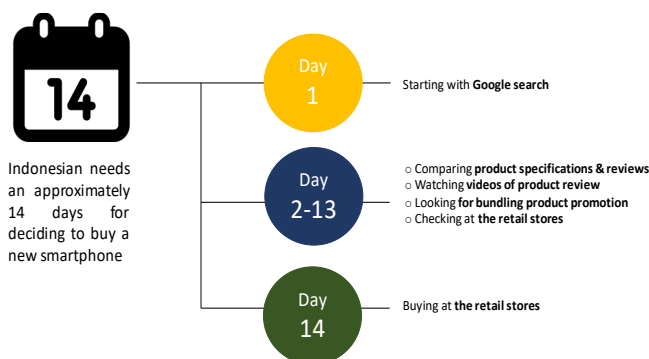 14
Indonesian needs
an approximately
14 days for
deciding to buy a
new smartphone
Day
1
Starting with Google search
Day
2-13
○ Comparing product specifications & reviews
○ Watching videos of product review
○ Looking for bundling product promotion
○ Checking at the retail stores
Day
14
Buying at the retail stores